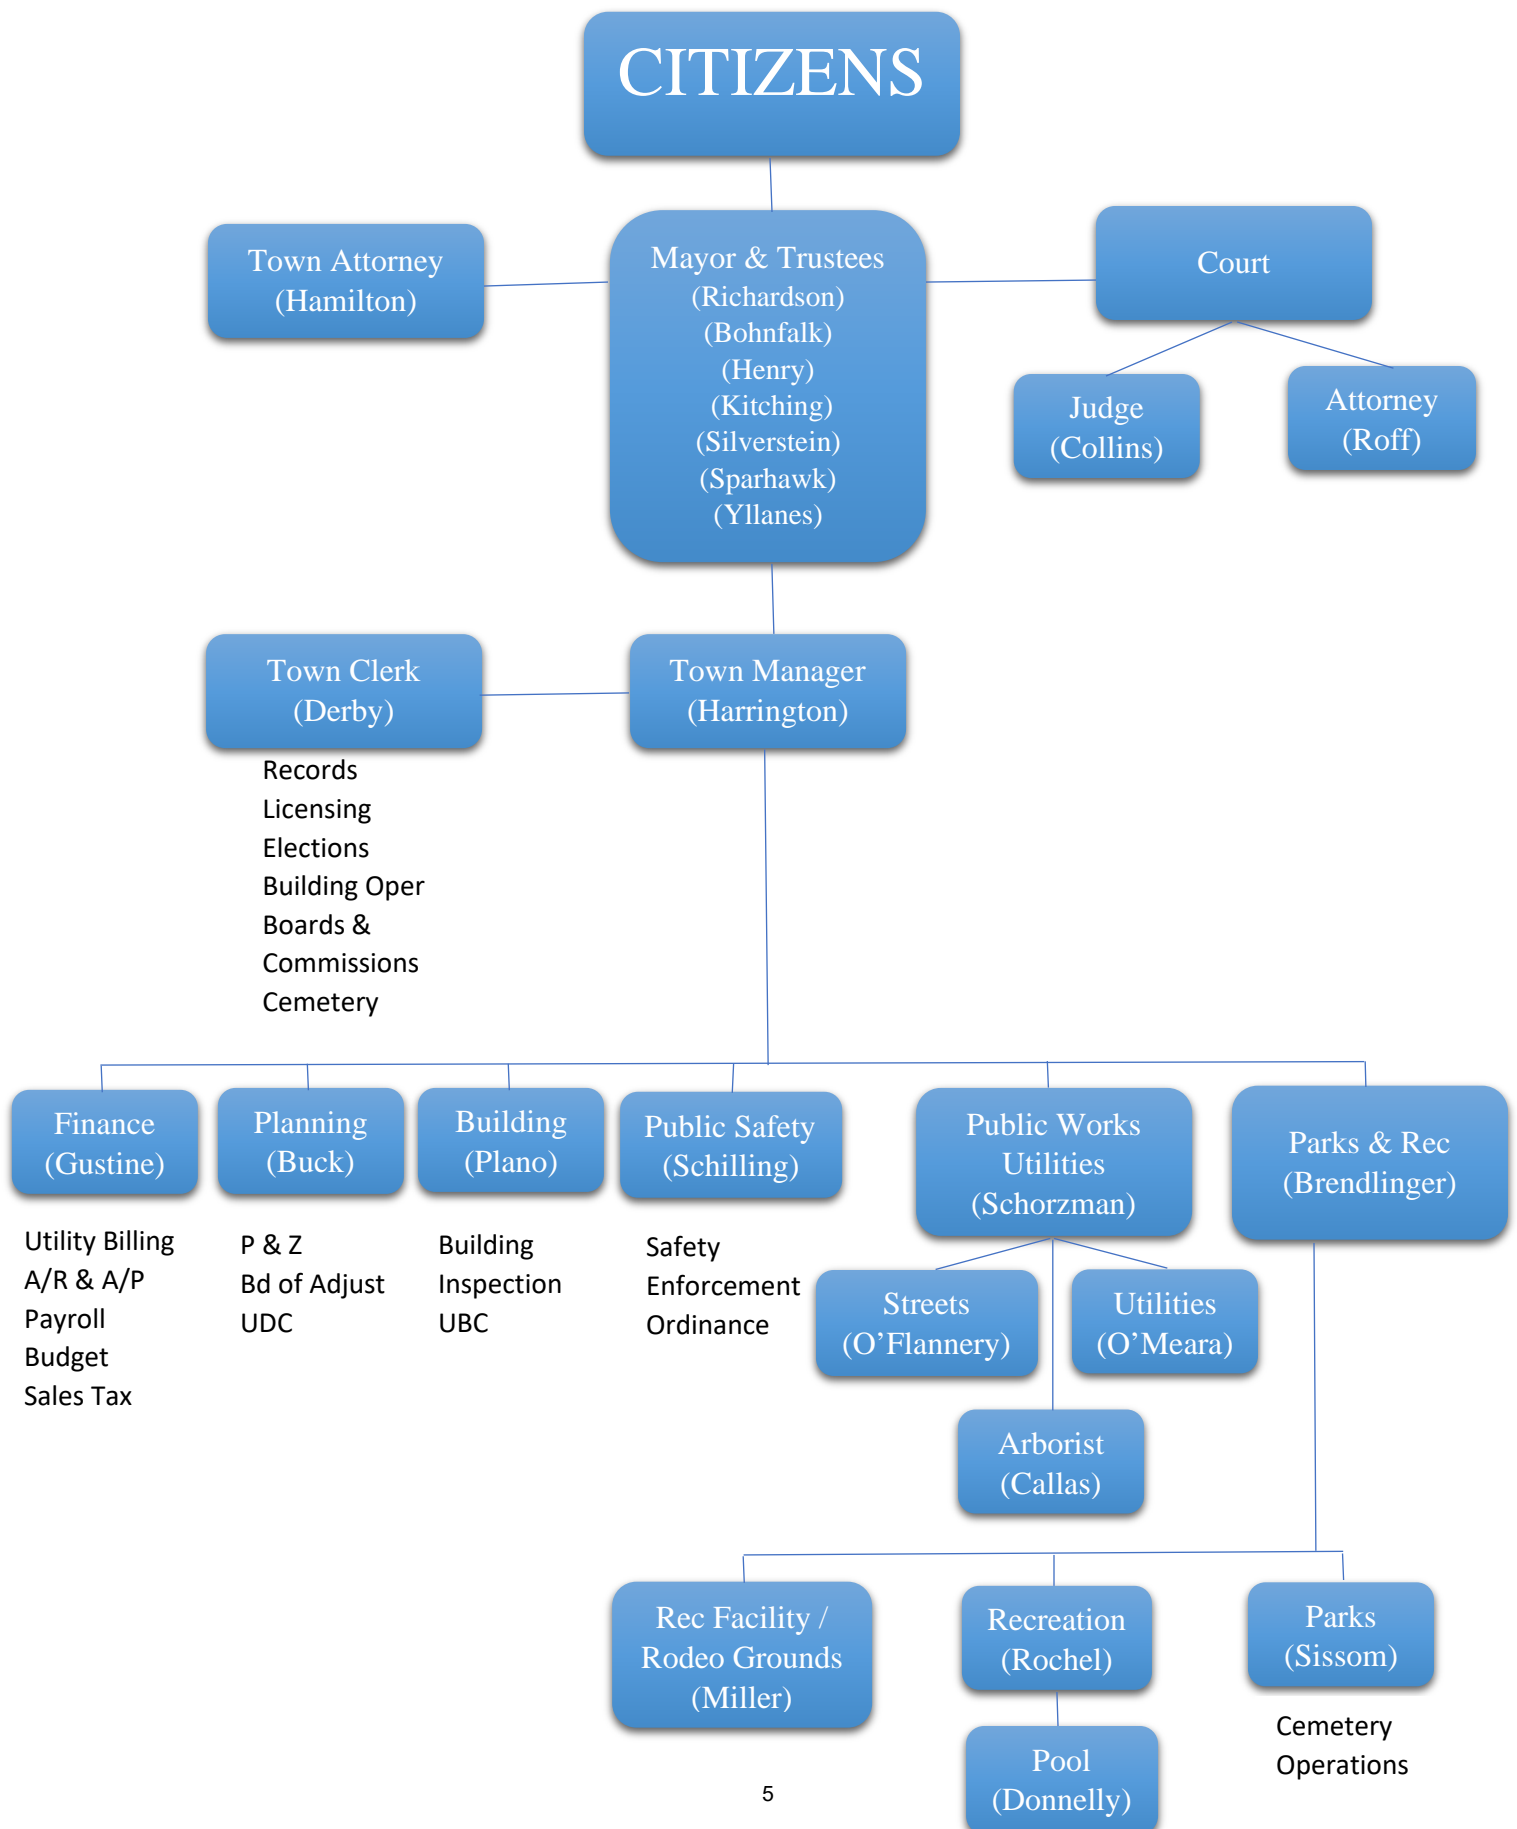 CITIZENS
Town Attorney
(Hamilton)
Mayor & Trustees
(Richardson)
(Bohnfalk)
(Henry)
(Kitching)
(Silverstein)
(Sparhawk)
(Yllanes)
Court
Judge
(Collins)
Attorney
(Roff)
Town Clerk
(Derby)
Town Manager
(Harrington)
Records
Licensing
Elections
Building Oper
Boards &
Commissions
Cemetery
Finance
(Gustine)
Utility Billing
A/R & A/P
Payroll
Budget
Sales Tax
Planning
(Buck)
P & Z
Bd of Adjust
UDC
Building
(Plano)
Building
Inspection
UBC
Public Safety
(Schilling)
Safety
Enforcement
Ordinance
Public Works
Utilities
(Schorzman)
Streets
(O’Flannery)
Utilities
(O’Meara)
Arborist
(Callas)
Parks & Rec
(Brendlinger)
Rec Facility /
Rodeo Grounds
(Miller)
Recreation
(Rochel)
Pool
(Donnelly)
Parks
(Sissom)
Cemetery
Operations
5